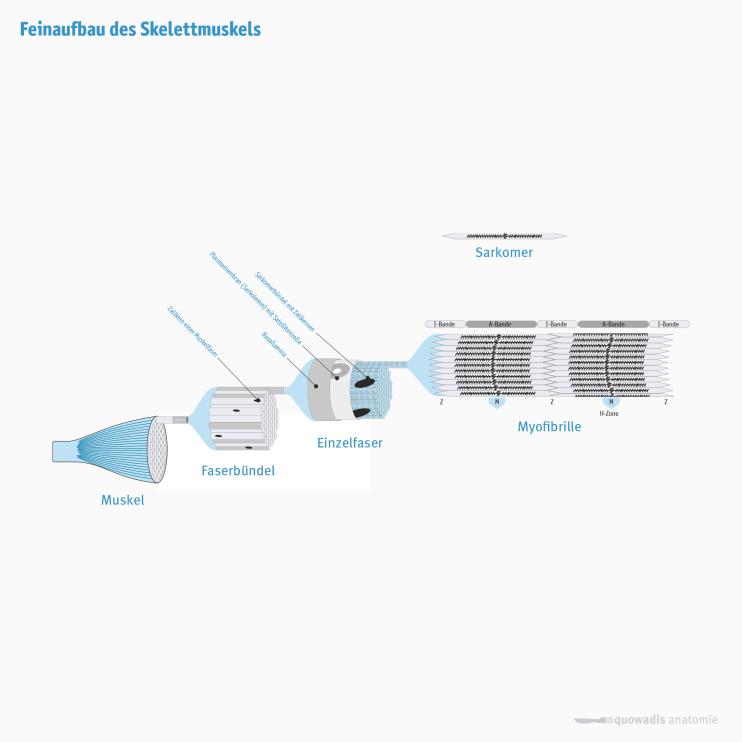 Feinaufbau des Skelettmuskels
Sarkomer
Sarkomerbündel mit Zellkernen
Plasmamembran (Sarkolemm) mit Satellitenzelle
Basallamina
Zellkern einer Muskelfaser
I-Bande
A-Bande
I-Bande
A-Bande
I-Bande
Z
M
Z
M
Z
H-Zone
Myofibrille
Einzelfaser
Faserbündel
Muskel
quowadis anatomie